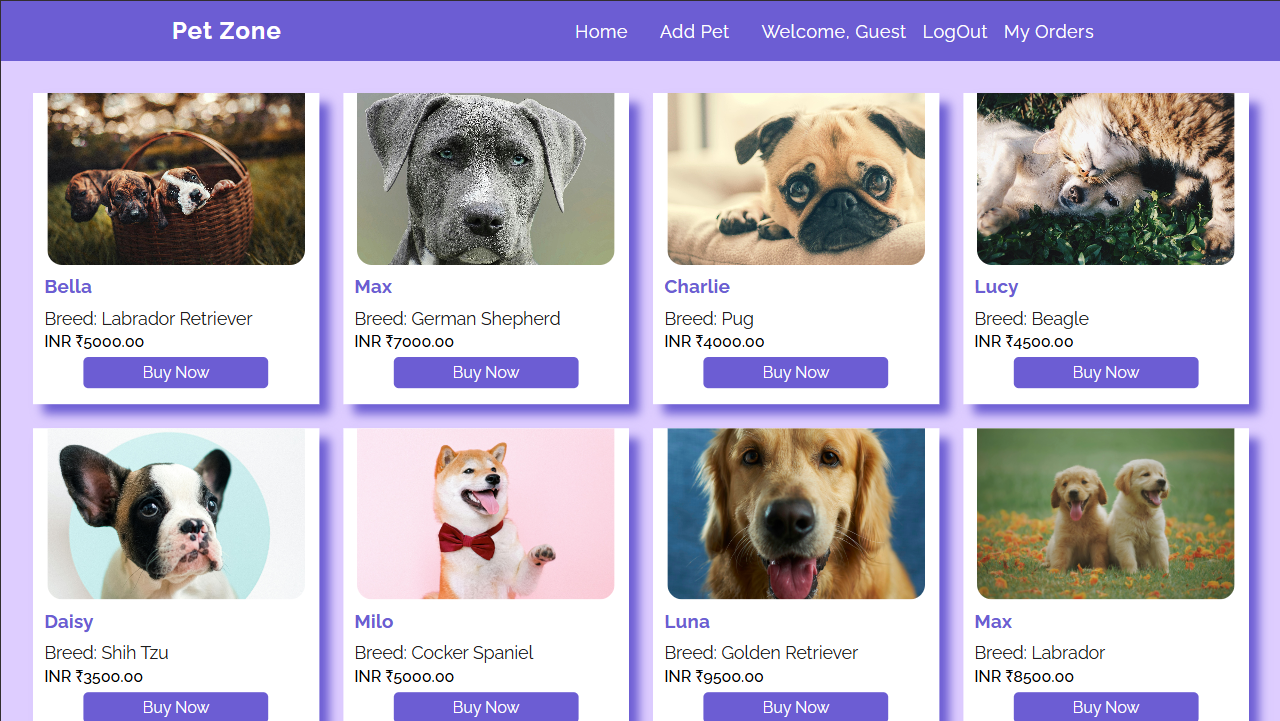 Pet Zone
Home Add Pet Welcome, Guest LogOut My Orders
Bella
Breed: Labrador Retriever
INR ₹5000.00
Buy Now
Max
Breed: German Shepherd
INR ₹7000.00
Buy Now
Charlie
Breed: Pug
INR ₹4000.00
Buy Now
Lucy
Breed: Beagle
INR ₹4500.00
Buy Now
Daisy
Breed: Shih Tzu
INR ₹3500.00
Buy Now
Milo
Breed: Cocker Spaniel
INR ₹5000.00
Buy Now
Luna
Breed: Golden Retriever
INR ₹9500.00
Buy Now
Max
Breed: Labrador
INR ₹8500.00
Buy Now